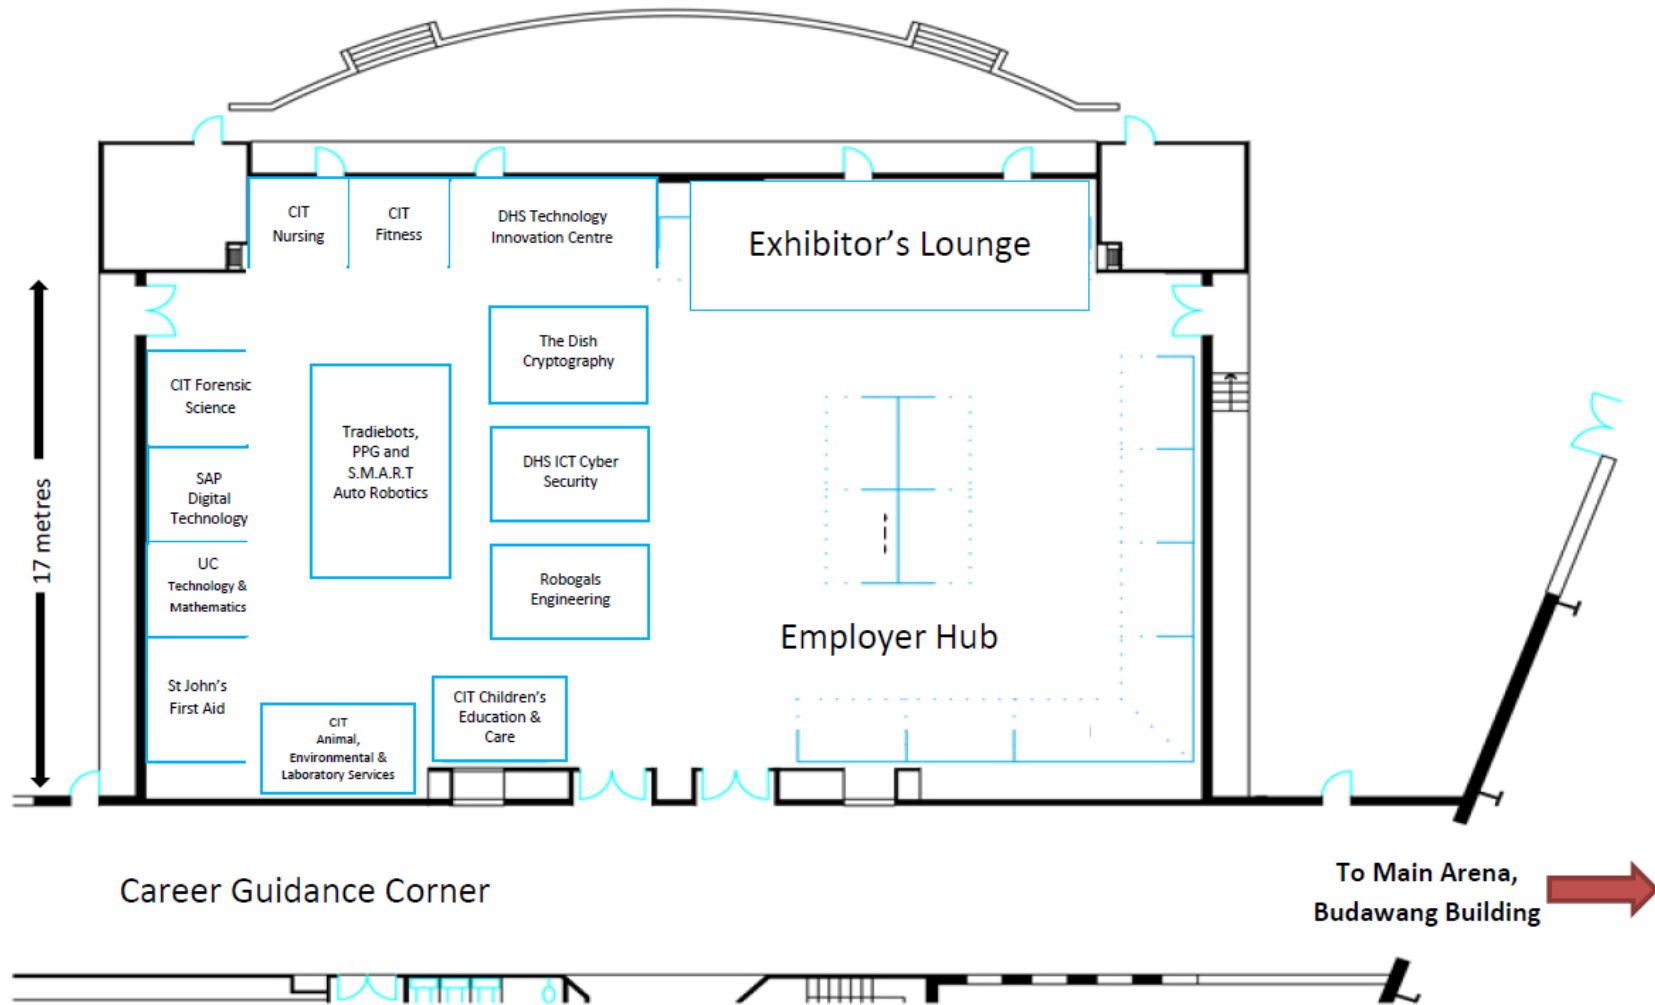 CIT
Nursing
CIT
Fitness
DHS Technology
Innovation Centre
Exhibitor's Lounge
The Dish
Cryptography
CIT Forensic
Science
Tradiebots,
PPG and
S.M.A.R.T
Auto Robotics
DHS ICT Cyber
Security
SAP
Digital
Technology
17 metres
UC
Technology &
Mathematics
Robogals
Engineering
Employer Hub
St John's
First Aid
CIT Children's
Education &
Care
CIT
Animal,
Environmental &
Laboratory Services
Career Guidance Corner
To Main Arena,
Budawang Building